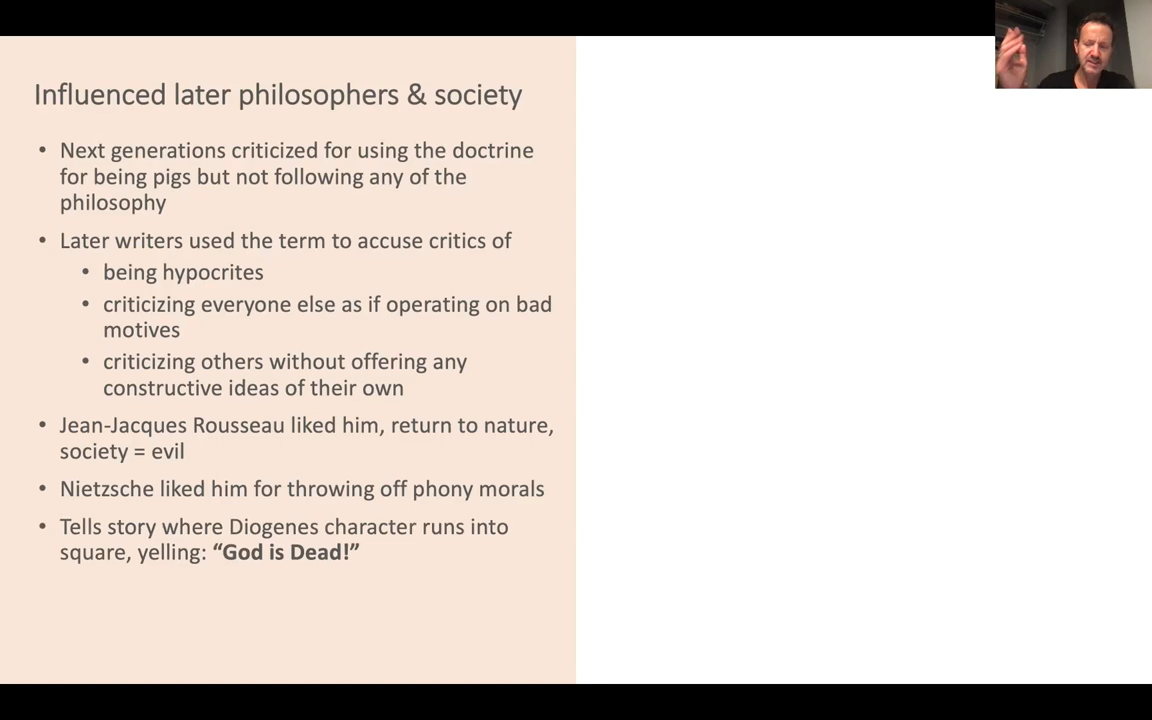 Influenced later philosophers & society
• Next generations criticized for using the doctrine
for being pigs but not following any of the
philosophy
• Later writers used the term to accuse critics of
• being hypocrites
• criticizing everyone else as if operating on bad
motives
• criticizing others without offering any
constructive ideas of their own
• Jean-Jacques Rousseau liked him, return to nature,
society = evil
• Nietzsche liked him for throwing off phony morals
• Tells story where Diogenes character runs into
square, yelling: “God is Dead!”